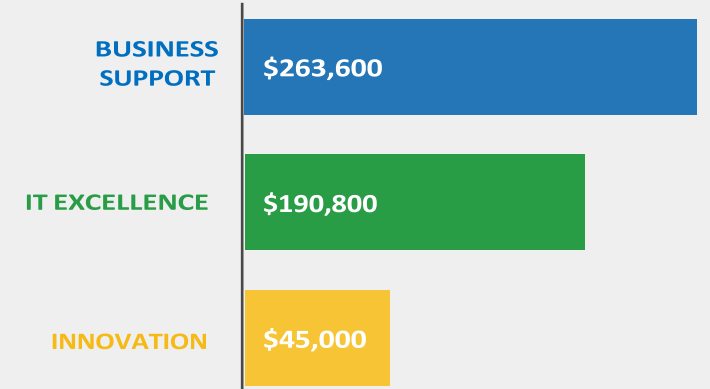 BUSINESS
SUPPORT
$263,600
IT EXCELLENCE
$190,800
INNOVATION
$45,000